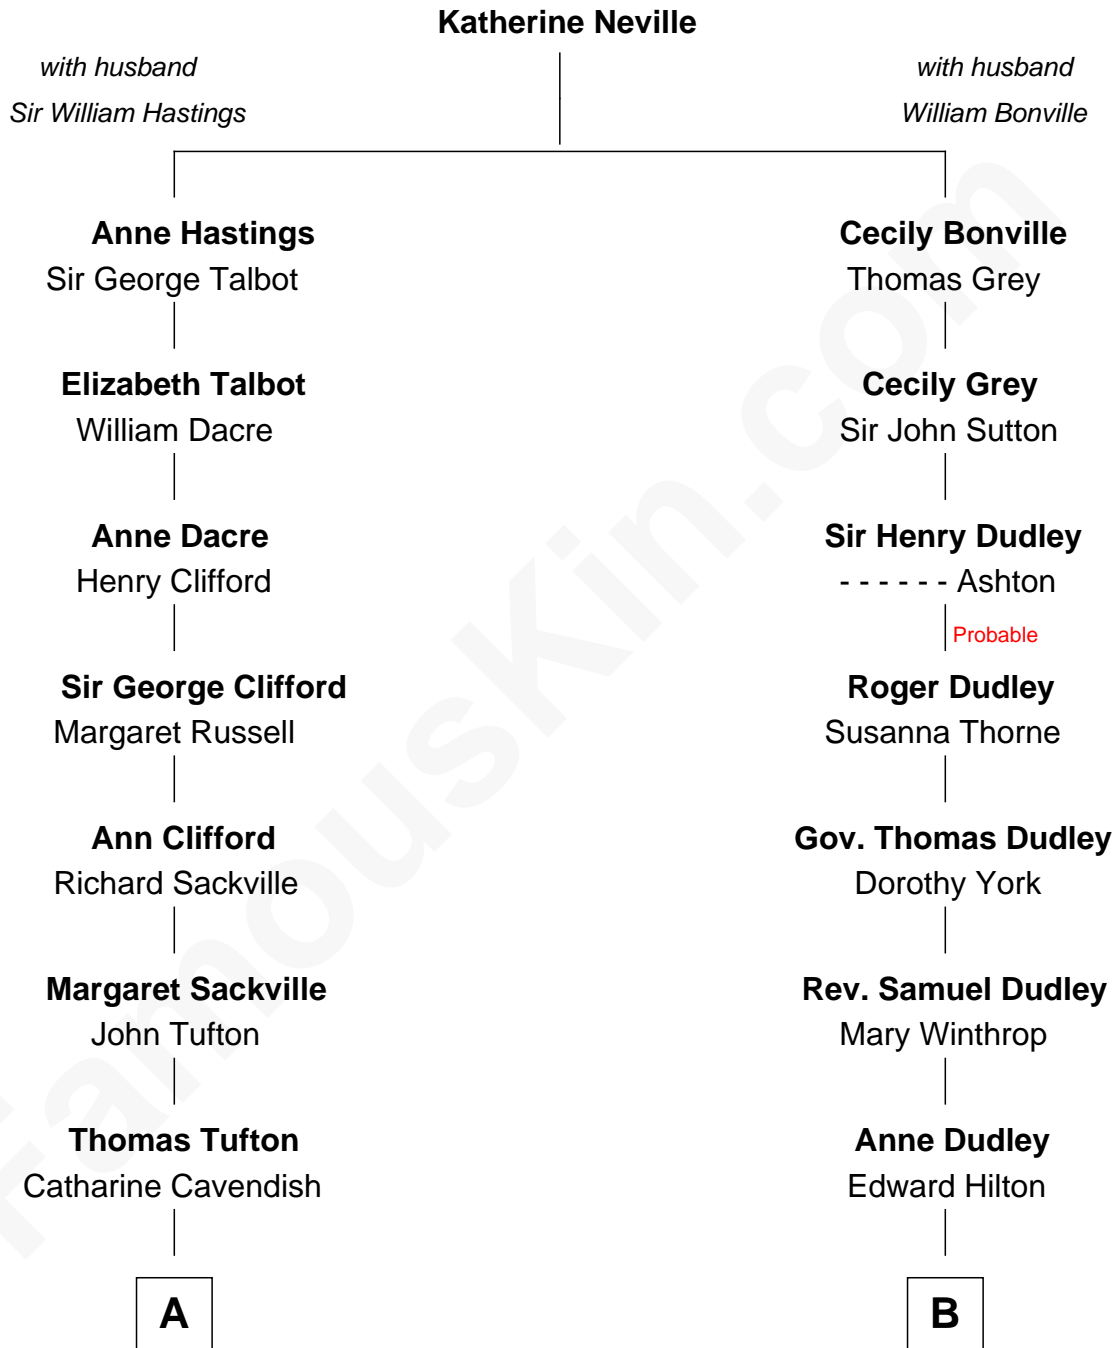 Katherine Neville
with husband
Sir William Hastings
with husband
William Bonville
Anne Hastings
Sir George Talbot
Cecily Bonville
Thomas Grey
Elizabeth Talbot
William Dacre
Cecily Grey
Sir John Sutton
Anne Dacre
Henry Clifford
Sir Henry Dudley
- - - - - - Ashton
Probable
Sir George Clifford
Margaret Russell
Roger Dudley
Susanna Thorne
Ann Clifford
Richard Sackville
Gov. Thomas Dudley
Dorothy York
Margaret Sackville
John Tufton
Rev. Samuel Dudley
Mary Winthrop
Thomas Tufton
Catharine Cavendish
Anne Dudley
Edward Hilton
A
B
FamousKin.com